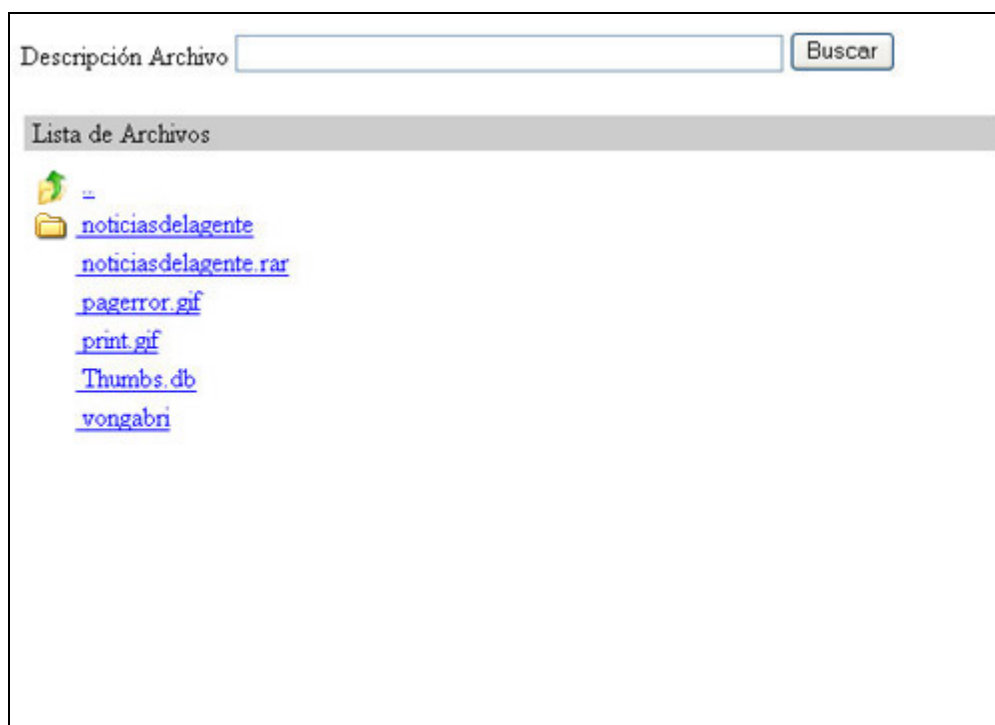 Descripción Archivo Buscar
Lista de Archivos
..
noticiasdelagente
noticiasdelagente.rar
pagerror.gif
print.gif
Thumbs.db
vongabri